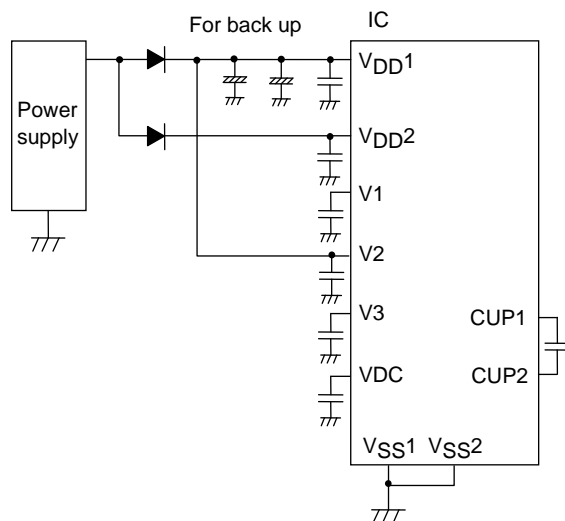 For back up
IC
Power
supply
VDD1
VDD2
V1
V2
V3
VDC
CUP1
CUP2
VSS1
VSS2